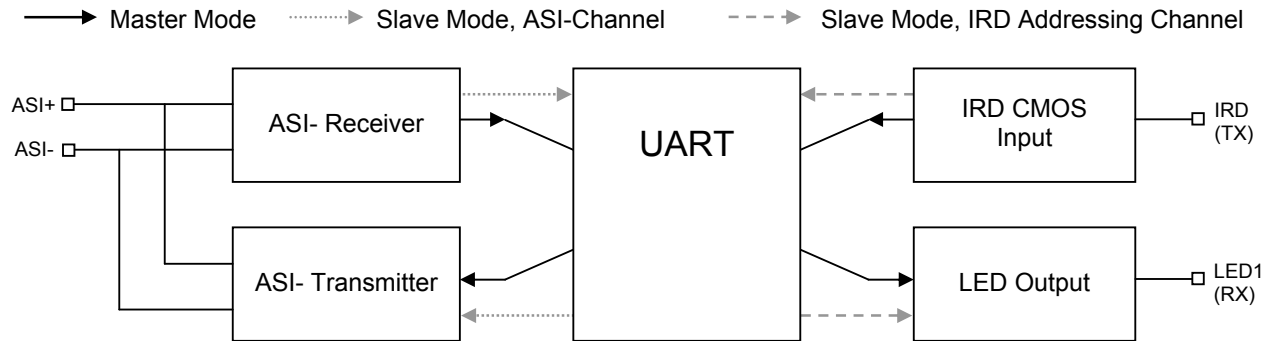 Master Mode
Slave Mode, ASI-Channel
Slave Mode, IRD Addressing Channel
ASI+
ASI-
ASI- Receiver
UART
IRD CMOS
Input
IRD
(TX)
ASI- Transmitter
LED Output
LED1
(RX)